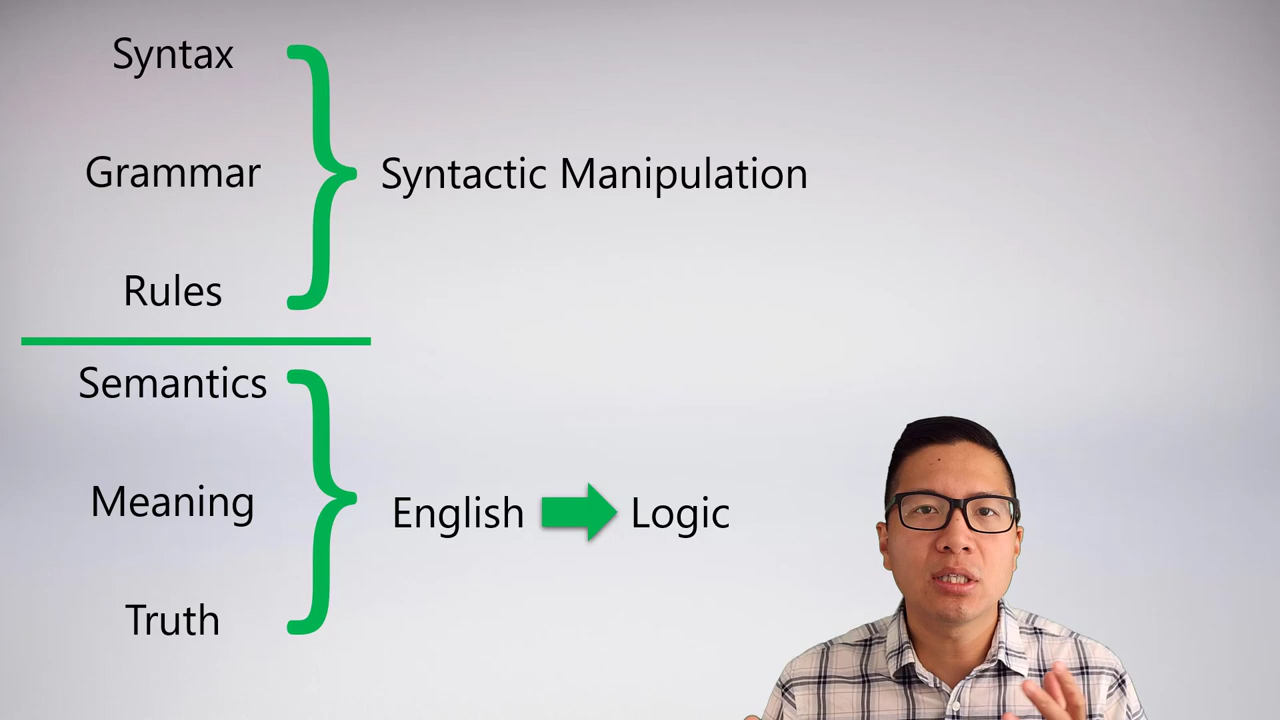 Syntax
Grammar
Syntactic Manipulation
Rules
Semantics
Meaning
English Logic
Truth